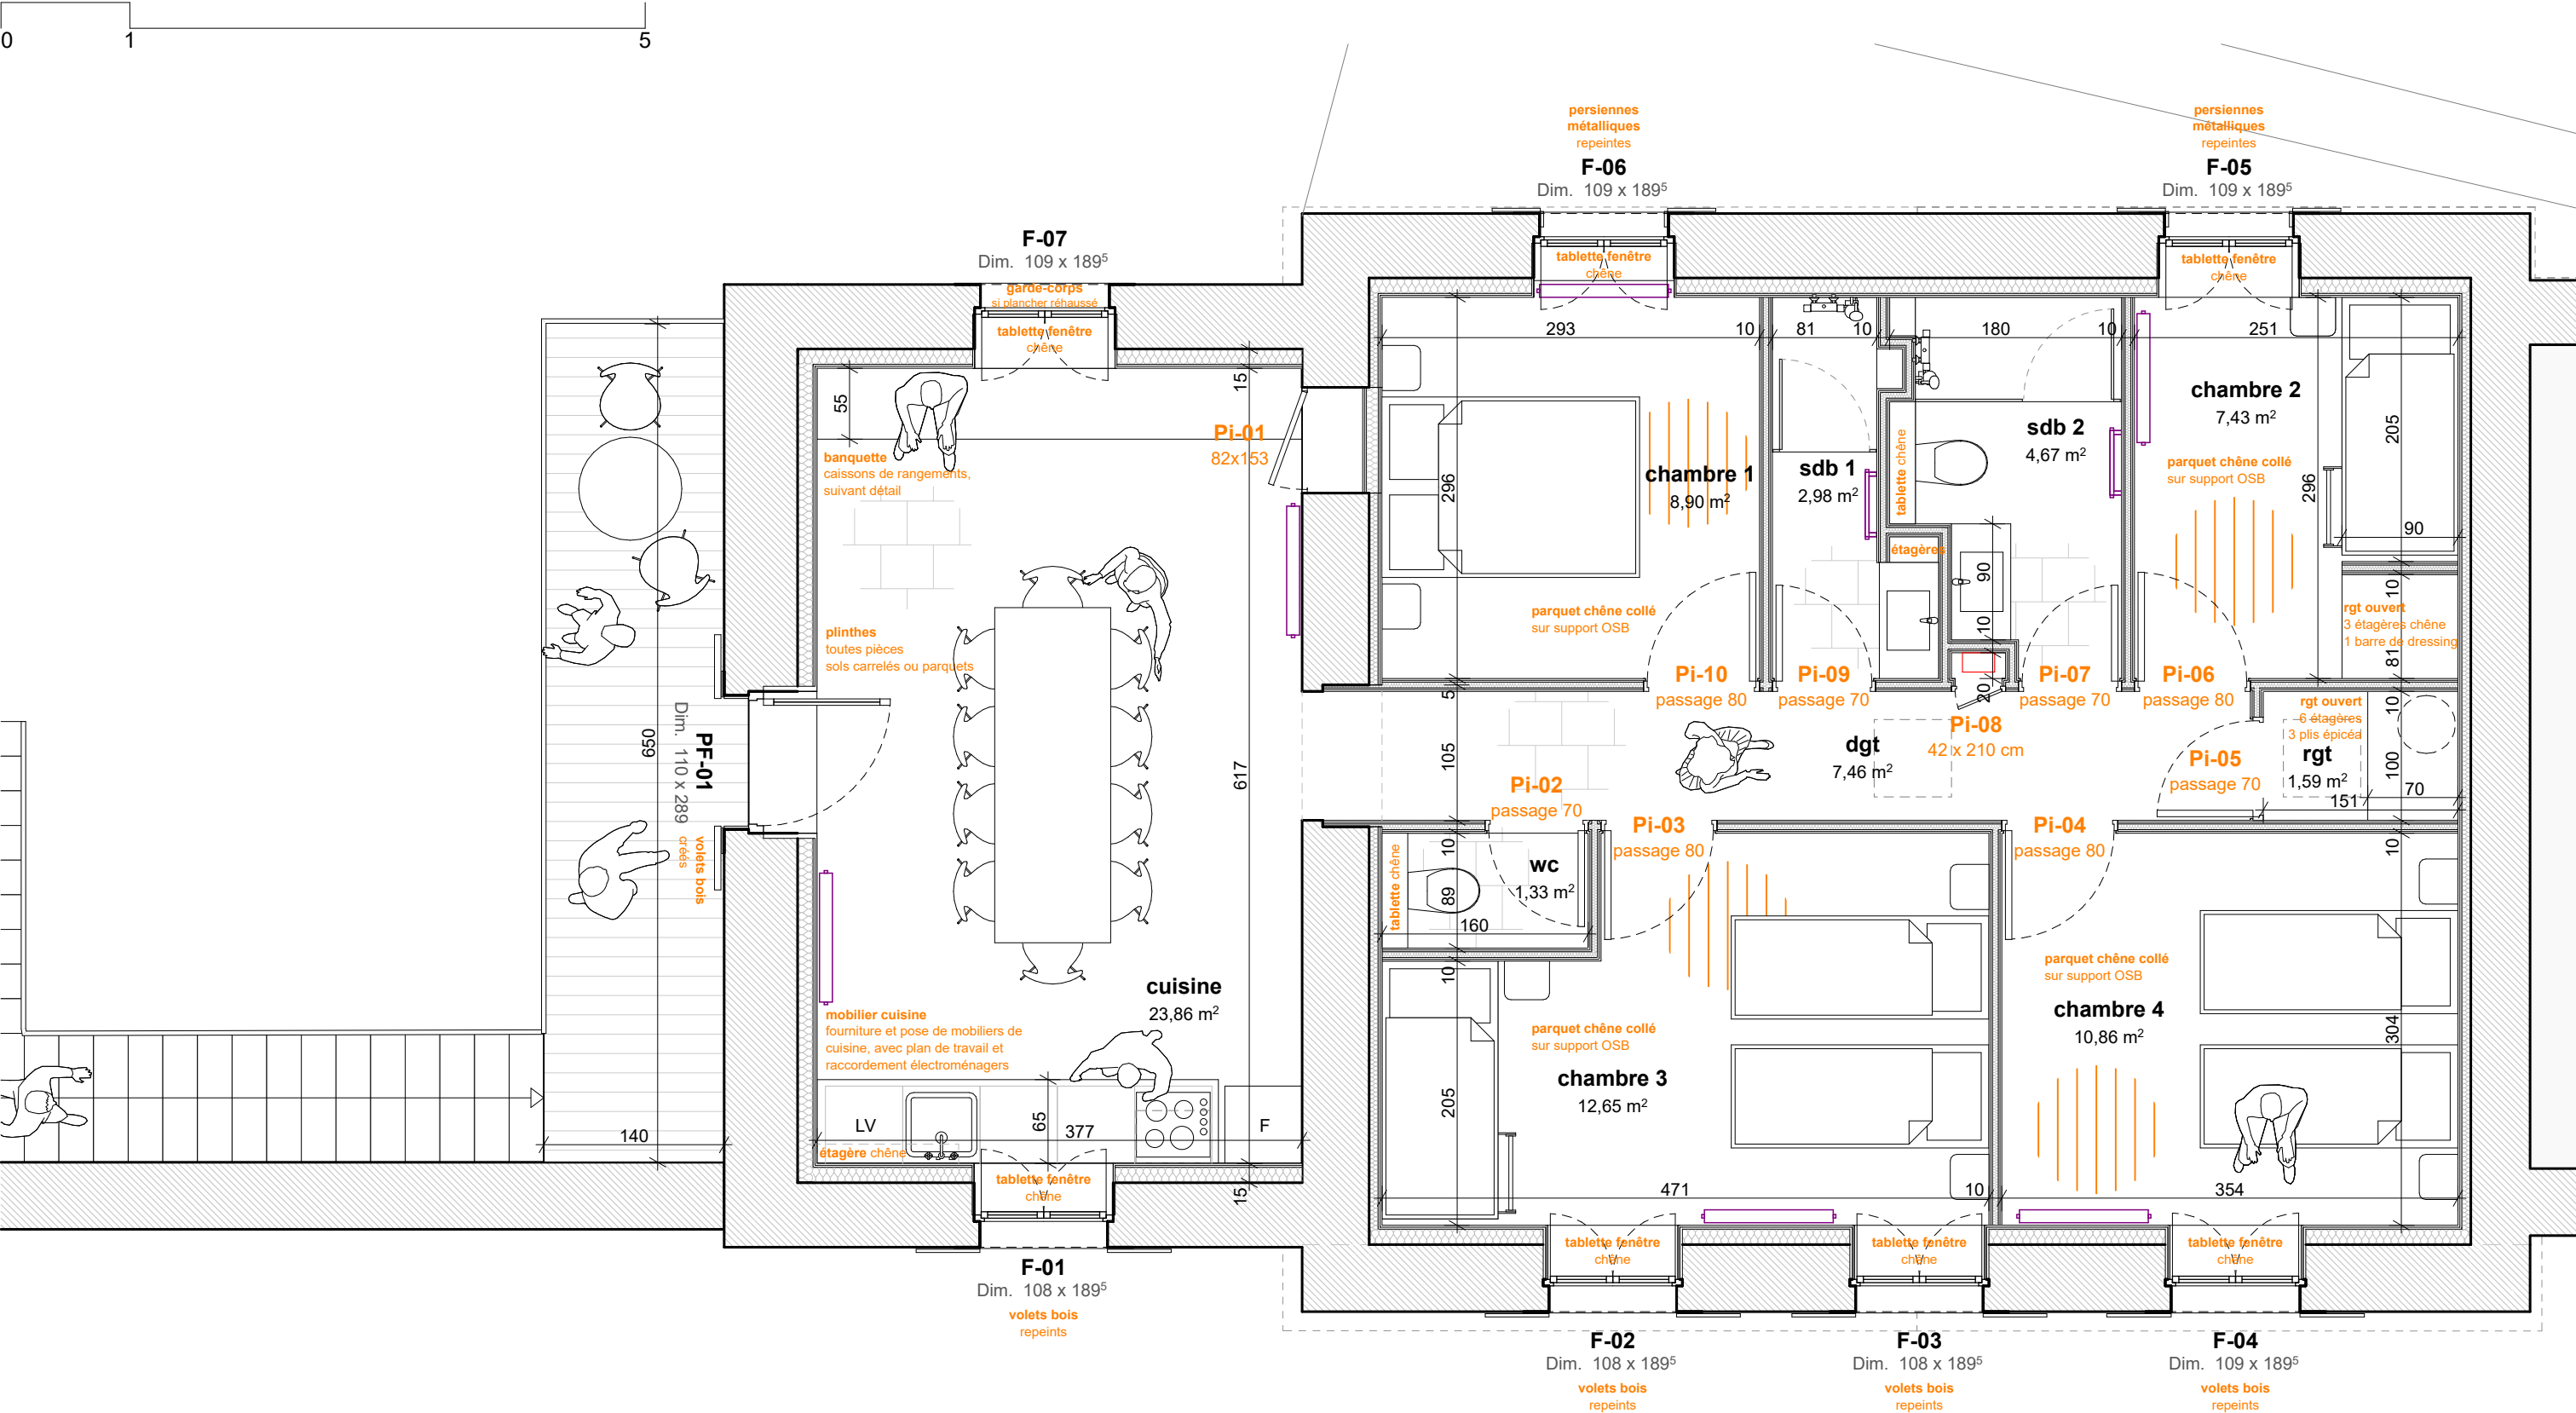 0 1 5
persiennes
métalliques
repeintes
F-06
Dim. 109 x 189⁵
persiennes
métalliques
repeintes
F-05
Dim. 109 x 189⁵
F-07
Dim. 109 x 189⁵
garde-corps
si plancher réhaussé
tablette fenêtre
chêne
tablette fenêtre
chêne
tablette fenêtre
chêne
293 10 81 10 180 10 251
15
55
Pi-01
82x153
banquette
caissons de rangements,
suivant détail
296
chambre 1
8,90 m²
sdb 1
2,98 m²
tablette chêne
sdb 2
4,67 m²
chambre 2
7,43 m²
parquet chêne collé
sur support OSB
205
296
90
étagères
90
10
10
rgt ouvert
3 étagères chêne
1 barre de dressing
81
parquet chêne collé
sur support OSB
plinthes
toutes pièces
sols carrelés ou parquets
Pi-10
passage 80
Pi-09
passage 70
20
Pi-07
passage 70
Pi-06
passage 80
5
10
rgt ouvert
6 étagères
3 plis épicéa
Pi-08
42 x 210 cm
dgt
7,46 m²
105
Pi-05
passage 70
rgt
1,59 m²
100
70
151
650
PF-01
Dim. 110 x 289
volets bois
créés
617
Pi-02
passage 70
Pi-03
passage 80
Pi-04
passage 80
10
10
tablette chêne
89
wc
1,33 m²
160
10
cuisine
23,86 m²
mobilier cuisine
fourniture et pose de mobiliers de
cuisine, avec plan de travail et
raccordement électroménagers
parquet chêne collé
sur support OSB
chambre 3
12,65 m²
parquet chêne collé
sur support OSB
chambre 4
10,86 m²
304
205
140
LV
65
377
F
étagère chêne
471 10 354
tablette fenêtre
chêne
15
tablette fenêtre
chêne
tablette fenêtre
chêne
tablette fenêtre
chêne
F-01
Dim. 108 x 189⁵
volets bois
repeints
F-02
Dim. 108 x 189⁵
volets bois
repeints
F-03
Dim. 108 x 189⁵
volets bois
repeints
F-04
Dim. 109 x 189⁵
volets bois
repeints